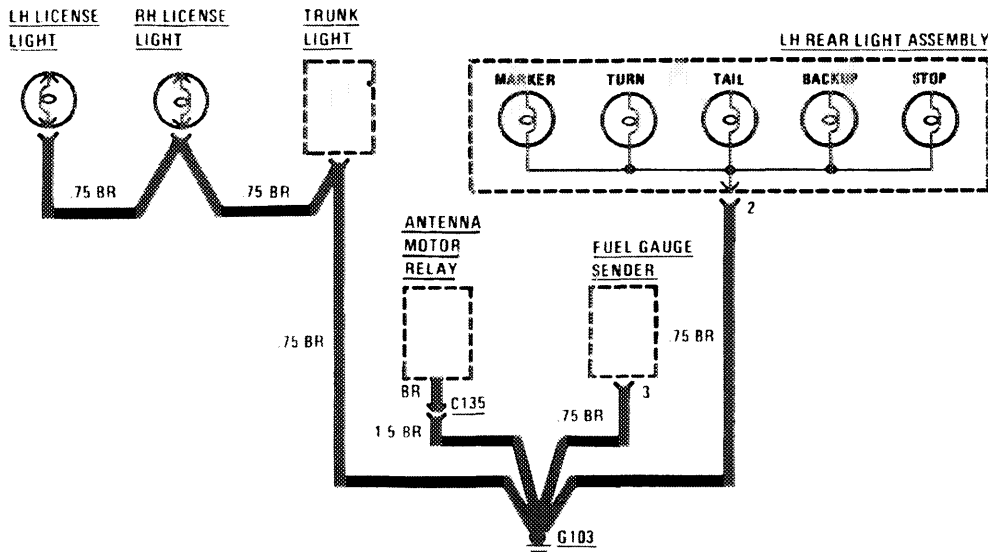 LH LICENSE
LIGHT
RH LICENSE
LIGHT
TRUNK
LIGHT
LH REAR LIGHT ASSEMBLY
MARKER
TURN
TAIL
BACKUP
STOP
.75 BR
.75 BR
2
ANTENNA
MOTOR
RELAY
FUEL GAUGE
SENDER
.75 BR
.75 BR
BR
C135
1.5 BR
.75 BR
3
G103